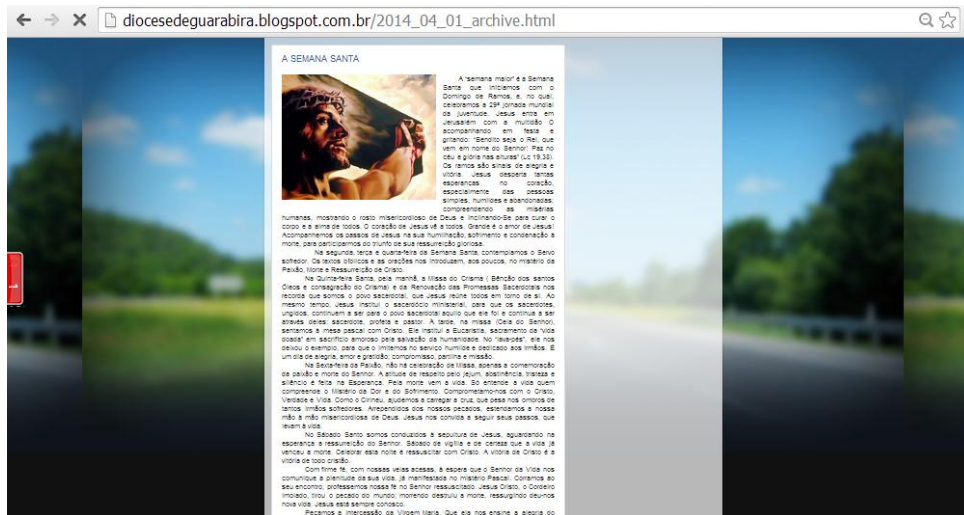 diocesedeguarabira.blogspot.com.br/2014_04_01_archive.html
A SEMANA SANTA
A "semana maior" é a Semana
Santa que iniciamos com o
Domingo de Ramos, e, no qual,
celebramos a 29ª jornada mundial
da juventude. Jesus entra em
Jerusalém com a multidão O
acompanhando em festa e
gritando: "Bendito seja o Rei, que
vem em nome do Senhor! Paz no
céu e glória nas alturas" (Lc 19,38).
Os ramos são sinais de alegria e
vitória. Jesus desperta tantas
esperanças no coração,
especialmente das pessoas
simples, humildes e abandonadas;
compreendendo as misérias
humanas, mostrando o rosto misericordioso de Deus e inclinando-Se para curar o
corpo e a alma de todos. O coração de Jesus vê a todos. Grande é o amor de Jesus!
Acompanhemos os passos de Jesus na sua humilhação, sofrimento e condenação à
morte, para participarmos do triunfo de sua ressurreição gloriosa.
Na segunda, terça e quarta-feira da Semana Santa, contemplamos o Servo
sofredor. Os textos bíblicos e as orações nos introduzem, aos poucos, no mistério da
Paixão, Morte e Ressurreição de Cristo.
Na Quinta-feira Santa, pela manhã, a Missa do Crisma ( Bênção dos santos
Óleos e consagração do Crisma) e da Renovação das Promessas Sacerdotais nos
recorda que somos o povo sacerdotal, que Jesus reúne todos em torno de si. Ao
mesmo tempo, Jesus institui o sacerdócio ministerial, para que os sacerdotes,
ungidos, continuem a ser para o povo sacerdotal aquilo que ele foi e continua a ser
através deles: sacerdote, profeta e pastor. À tarde, na missa (Ceia do Senhor),
sentamos à mesa pascal com Cristo. Ele institui a Eucaristia, sacramento da "vida
doada" em sacrifício amoroso pela salvação da humanidade. No "lava-pés", ele nos
deixou o exemplo, para que o imitemos no serviço humilde e dedicado aos irmãos. É
um dia de alegria, amor e gratidão; compromisso, partilha e missão.
Na Sexta-feira da Paixão, não há celebração de Missa, apenas a comemoração
da paixão e morte do Senhor. A atitude de respeito pelo jejum, abstinência, tristeza e
silêncio é feita na Esperança. Pela morte vem a vida. Só entende a vida quem
compreende o Mistério da Dor e do Sofrimento. Comprometamo-nos com o Cristo,
Verdade e Vida. Como o Cirineu, ajudemos a carregar a cruz, que pesa nos ombros de
tantos irmãos sofredores. Arrependidos dos nossos pecados, estendamos a nossa
mão à mão misericordiosa de Deus. Jesus nos convida a seguir seus passos, que
levam à vida.
No Sábado Santo somos conduzidos à sepultura de Jesus, aguardando na
esperança a ressurreição do Senhor. Sábado de vigília e de certeza que a vida já
venceu a morte. Celebrar esta noite é ressuscitar com Cristo. A vitória de Cristo é a
vitória de todo cristão.
Com firme fé, com nossas velas acesas, à espera que o Senhor da Vida nos
comunique a plenitude da sua vida, já manifestada no mistério Pascal. Corramos ao
seu encontro, professemos nossa fé no Senhor ressuscitado. Jesus Cristo, o Cordeiro
imolado, tirou o pecado do mundo; morrendo destruiu a morte, ressurgindo deu-nos
nova vida. Jesus está sempre conosco.
Peçamos a intercessão da Virgem Maria. Que ela nos ensine a alegria do